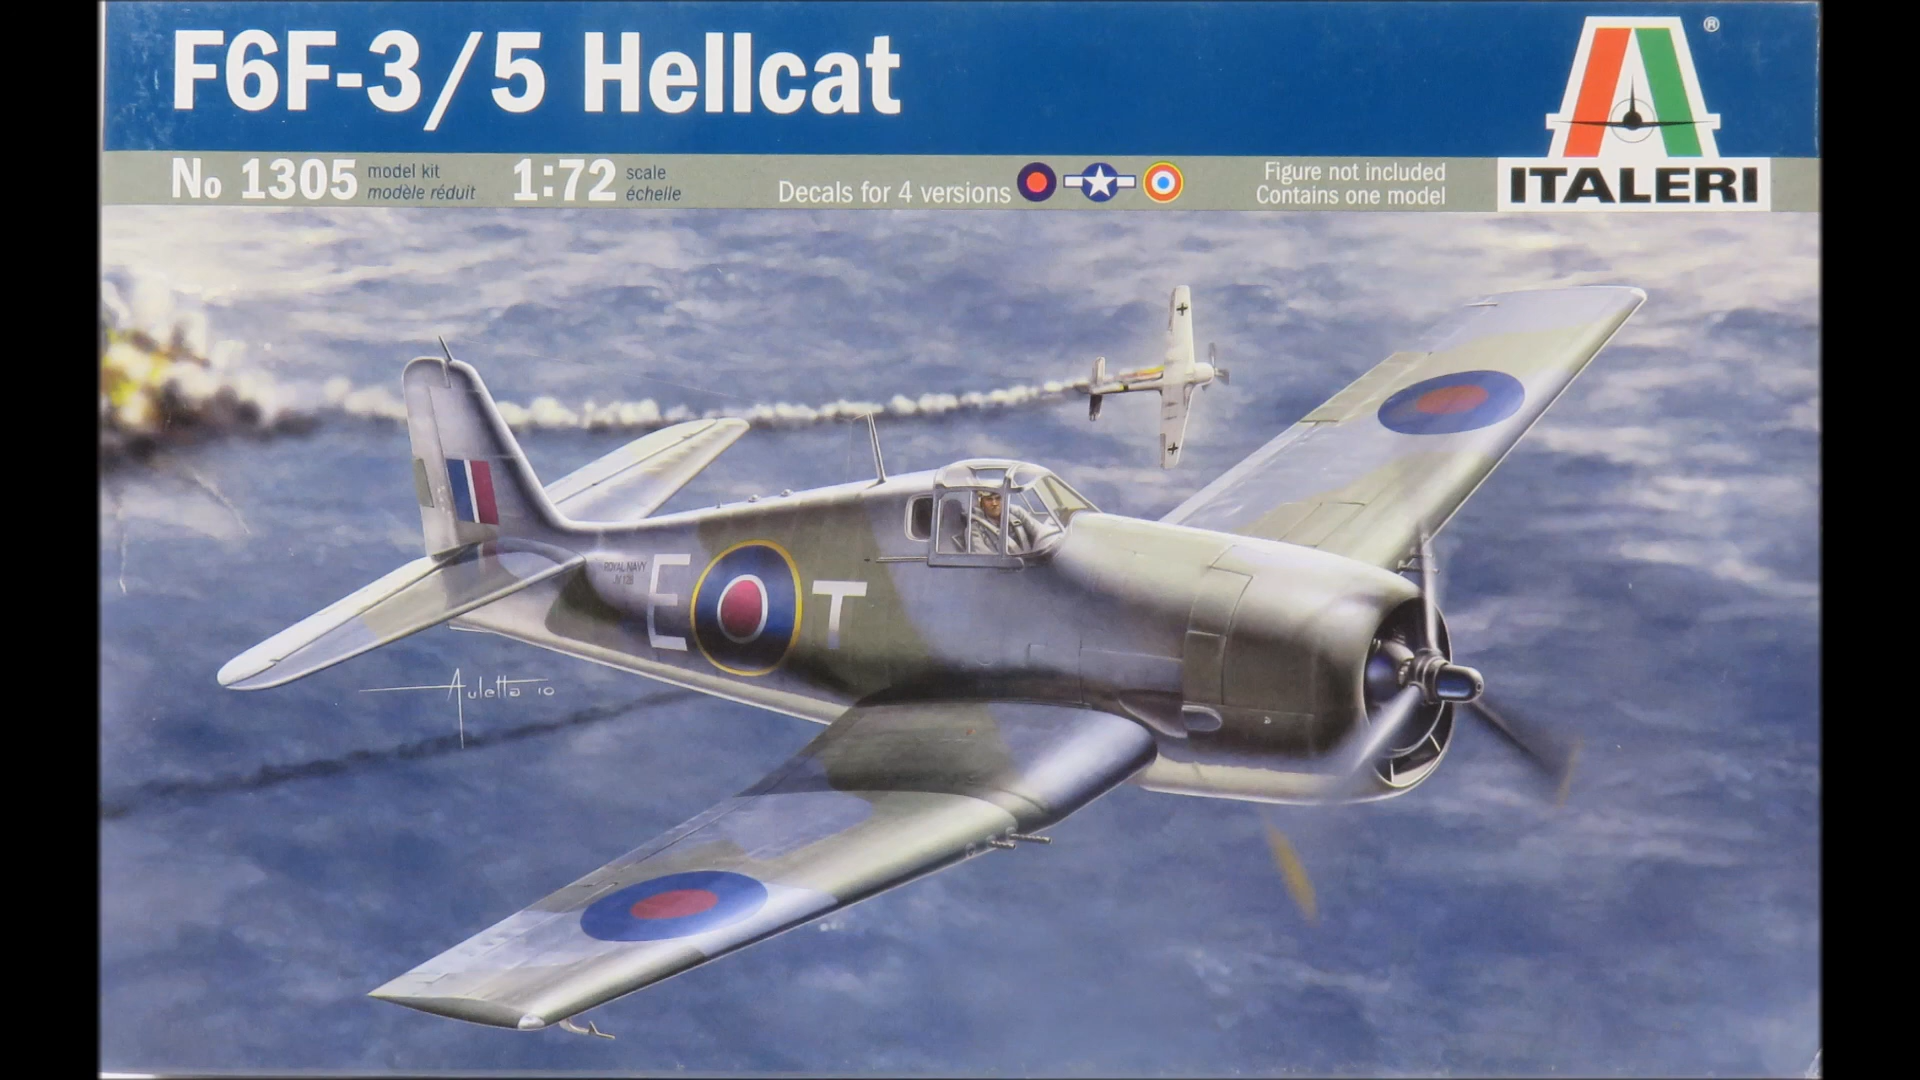 F6F-3/5 Hellcat
®
No 1305 model kit
modèle réduit
1:72 scale
échelle
Decals for 4 versions
Figure not included
Contains one model
ITALERI
ROYAL NAVY
E T
Auletta 10